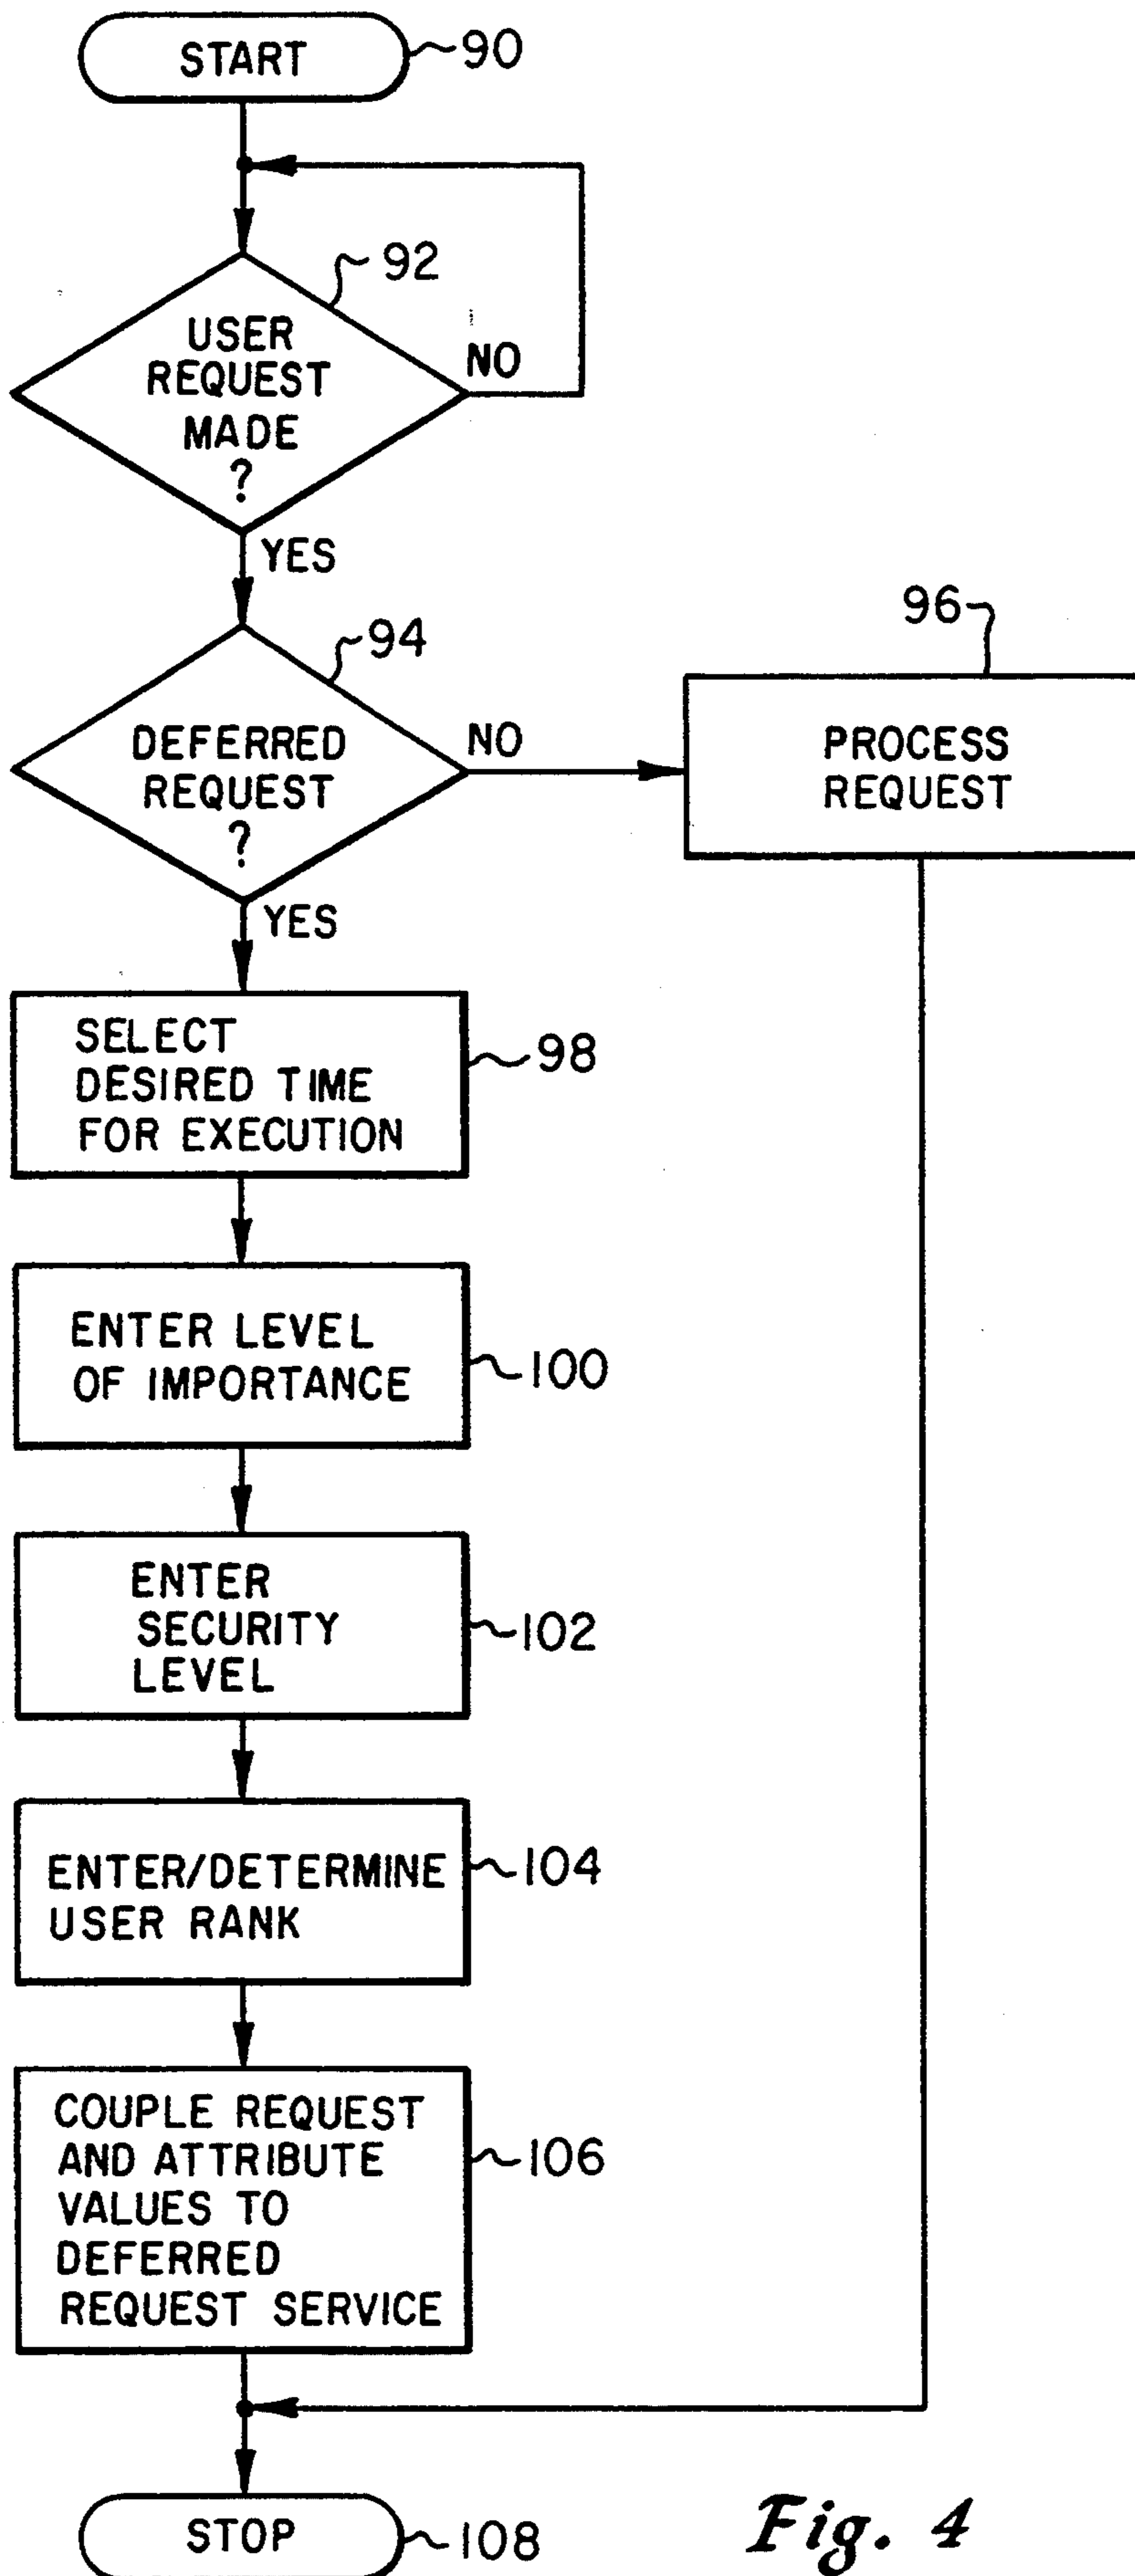 START
90
92
USER
REQUEST
MADE
?
NO
YES
94
DEFERRED
REQUEST
?
NO
96
PROCESS
REQUEST
YES
SELECT
DESIRED TIME
FOR EXECUTION
98
ENTER LEVEL
OF IMPORTANCE
100
ENTER
SECURITY
LEVEL
102
ENTER/DETERMINE
USER RANK
104
COUPLE REQUEST
AND ATTRIBUTE
VALUES TO
DEFERRED
REQUEST SERVICE
106
STOP
108
Fig. 4